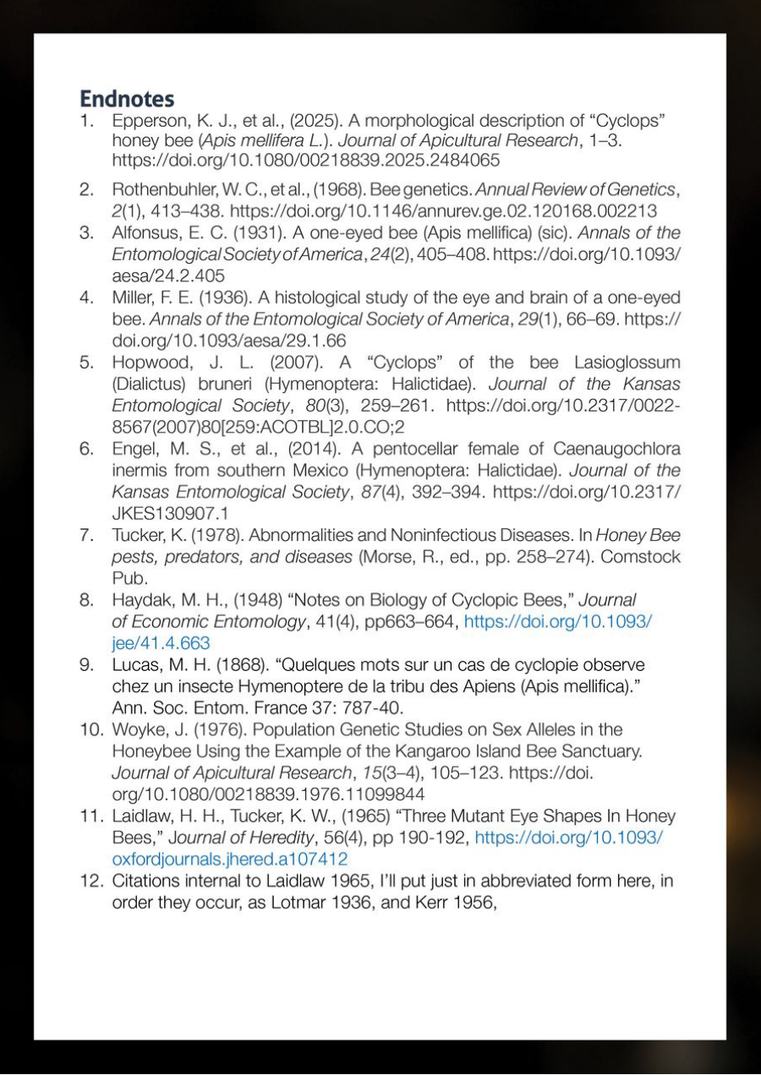 Endnotes
1. Epperson, K. J., et al., (2025). A morphological description of “Cyclops”
honey bee (Apis mellifera L.). Journal of Apicultural Research, 1–3.
https://doi.org/10.1080/00218839.2025.2484065
2. Rothenbuhler, W. C., et al., (1968). Bee genetics. Annual Review of Genetics,
2(1), 413–438. https://doi.org/10.1146/annurev.ge.02.120168.002213
3. Alfonsus, E. C. (1931). A one-eyed bee (Apis mellifica) (sic). Annals of the
Entomological Society of America, 24(2), 405–408. https://doi.org/10.1093/
aesa/24.2.405
4. Miller, F. E. (1936). A histological study of the eye and brain of a one-eyed
bee. Annals of the Entomological Society of America, 29(1), 66–69. https://
doi.org/10.1093/aesa/29.1.66
5. Hopwood, J. L. (2007). A “Cyclops” of the bee Lasioglossum
(Dialictus) bruneri (Hymenoptera: Halictidae). Journal of the Kansas
Entomological Society, 80(3), 259–261. https://doi.org/10.2317/0022-
8567(2007)80[259:ACOTBL]2.0.CO;2
6. Engel, M. S., et al., (2014). A pentocellar female of Caenaugochlora
inermis from southern Mexico (Hymenoptera: Halictidae). Journal of the
Kansas Entomological Society, 87(4), 392–394. https://doi.org/10.2317/
JKES130907.1
7. Tucker, K. (1978). Abnormalities and Noninfectious Diseases. In Honey Bee
pests, predators, and diseases (Morse, R., ed., pp. 258–274). Comstock
Pub.
8. Haydak, M. H., (1948) “Notes on Biology of Cyclopic Bees,” Journal
of Economic Entomology, 41(4), pp663–664, https://doi.org/10.1093/
jee/41.4.663
9. Lucas, M. H. (1868). “Quelques mots sur un cas de cyclopie observe
chez un insecte Hymenoptere de la tribu des Apiens (Apis mellifica).”
Ann. Soc. Entom. France 37: 787-40.
10. Woyke, J. (1976). Population Genetic Studies on Sex Alleles in the
Honeybee Using the Example of the Kangaroo Island Bee Sanctuary.
Journal of Apicultural Research, 15(3–4), 105–123. https://doi.
org/10.1080/00218839.1976.11099844
11. Laidlaw, H. H., Tucker, K. W., (1965) “Three Mutant Eye Shapes In Honey
Bees,” Journal of Heredity, 56(4), pp 190-192, https://doi.org/10.1093/
oxfordjournals.jhered.a107412
12. Citations internal to Laidlaw 1965, I’ll put just in abbreviated form here, in
order they occur, as Lotmar 1936, and Kerr 1956,